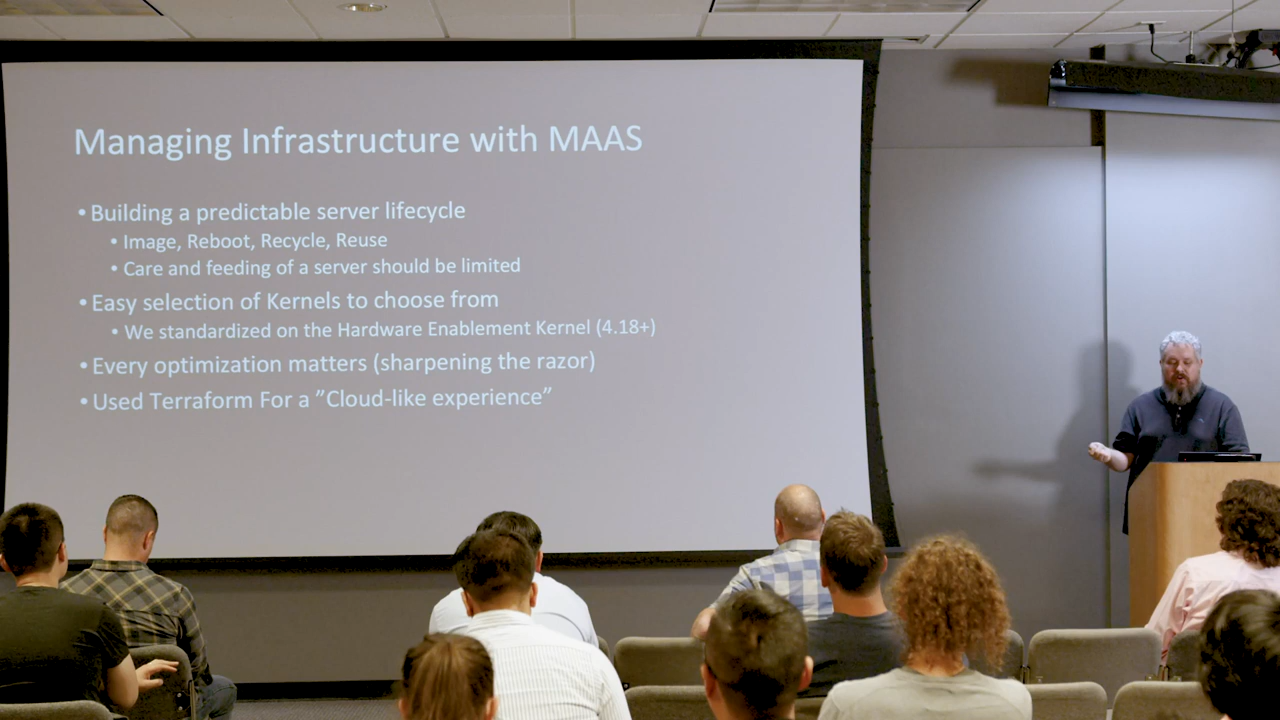 Managing Infrastructure with MAAS
• Building a predictable server lifecycle
• Image, Reboot, Recycle, Reuse
• Care and feeding of a server should be limited
• Easy selection of Kernels to choose from
• We standardized on the Hardware Enablement Kernel (4.18+)
• Every optimization matters (sharpening the razor)
• Used Terraform For a ”Cloud-like experience”